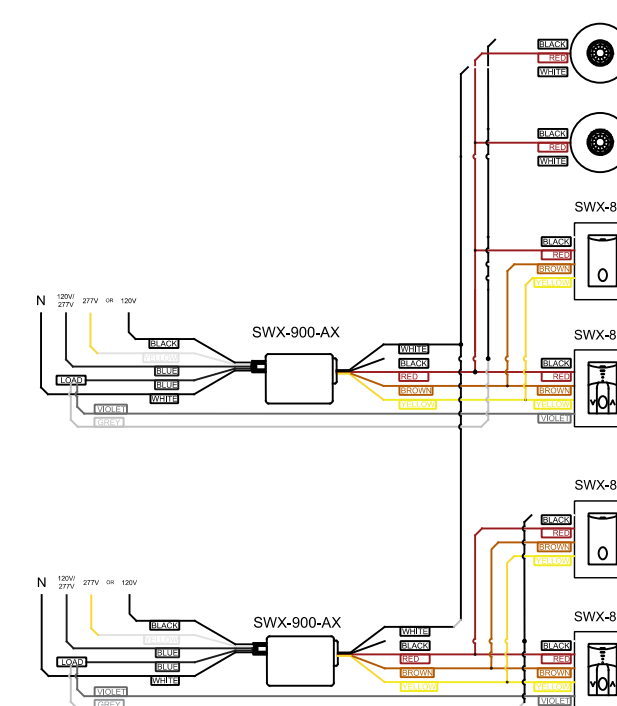 BLACK
RED
WHITE
BLACK
RED
WHITE
SWX-8
BLACK
RED
BROWN
YELLOW
N 120V/ 277V 277V OR 120V
SWX-900-AX
SWX-8
BLACK
YELLOW
BLUE
LOAD
BLUE
WHITE
VIOLET
GREY
WHITE
BLACK
RED
BROWN
YELLOW
BLACK
RED
BROWN
YELLOW
VIOLET
SWX-8
BLACK
RED
BROWN
YELLOW
N 120V/ 277V 277V OR 120V
SWX-900-AX
SWX-8
BLACK
YELLOW
BLUE
LOAD
BLUE
WHITE
VIOLET
GREY
WHITE
BLACK
RED
BROWN
YELLOW
BLACK
RED
BROWN
YELLOW
VIOLET